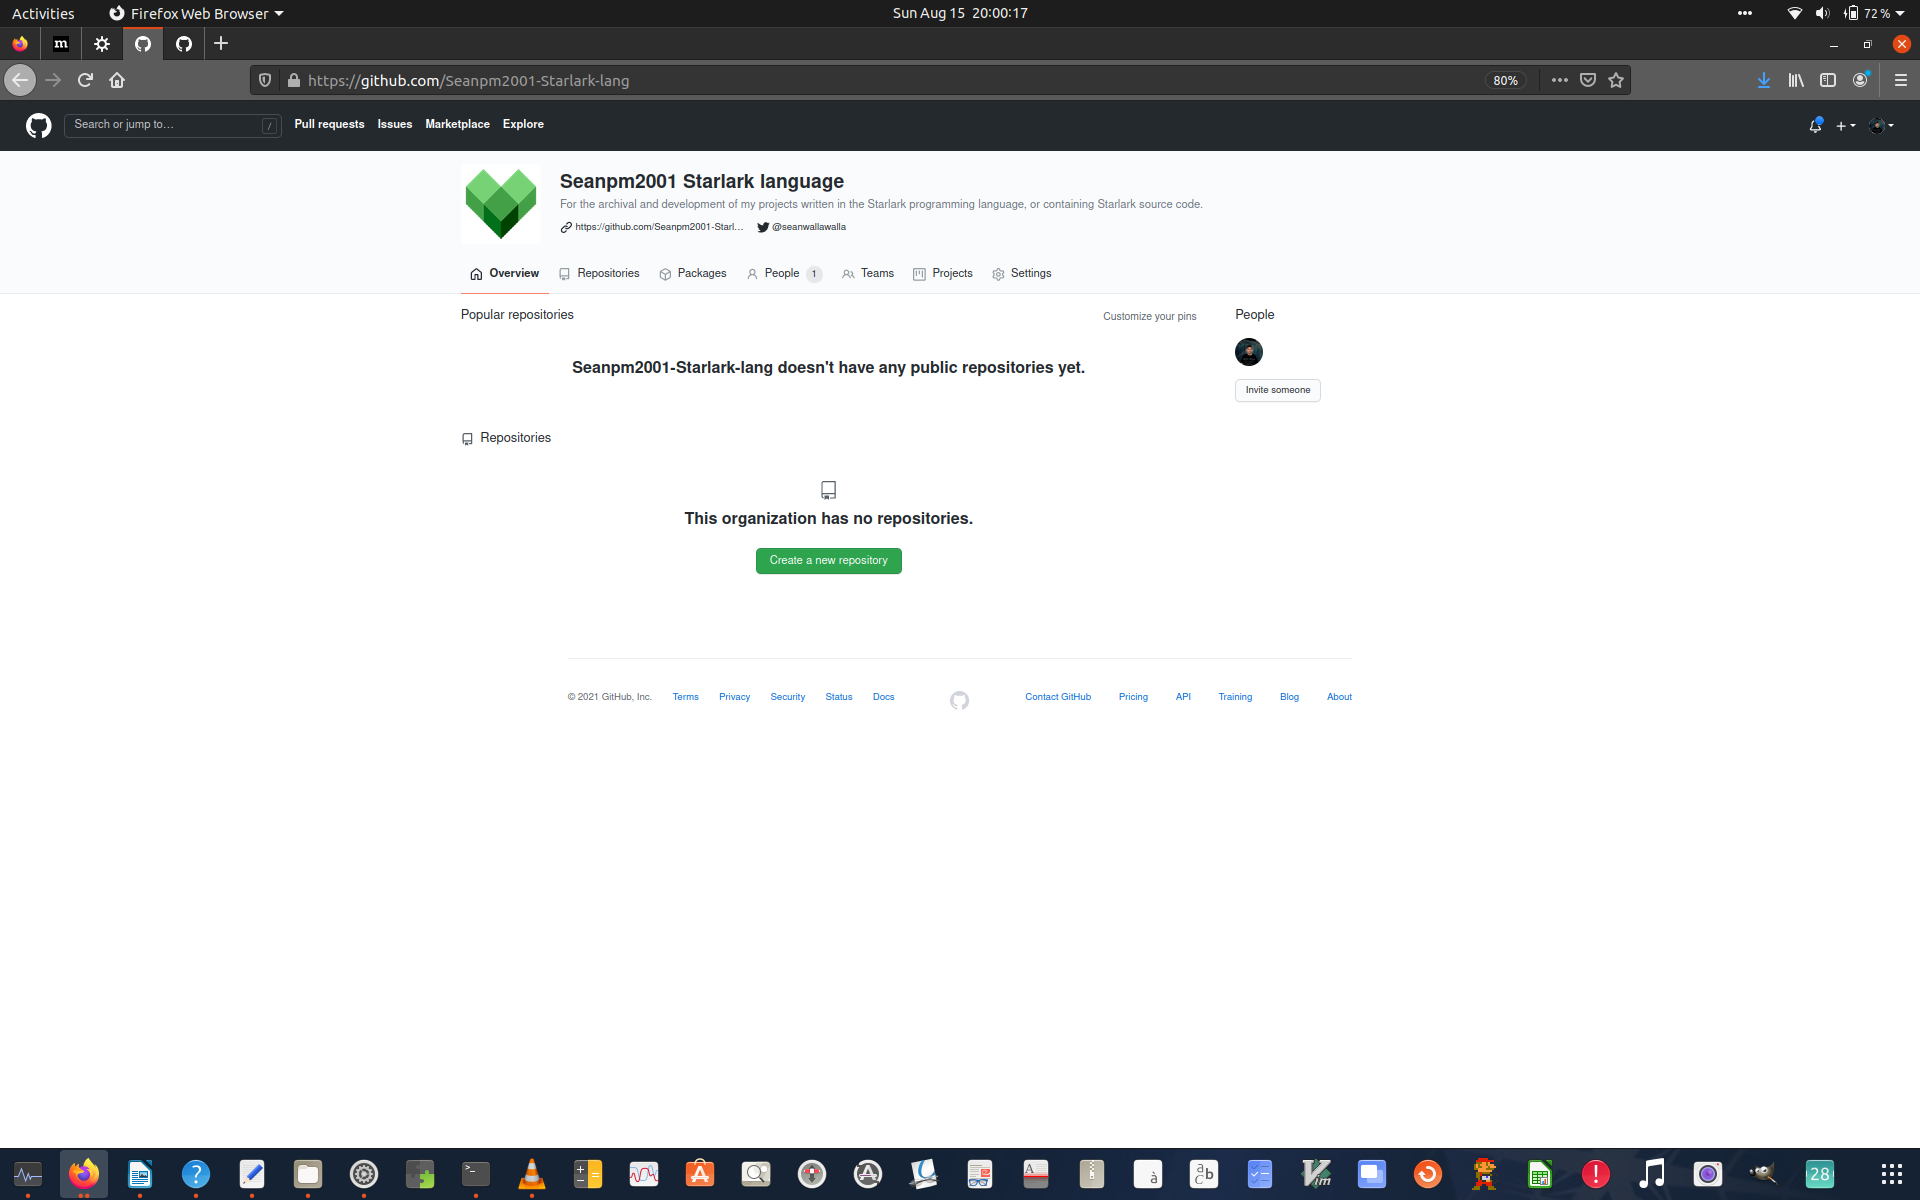 Activities Firefox Web Browser Sun Aug 15 20:00:17 72 %
m
https://github.com/Seanpm2001-Starlark-lang 80%
Search or jump to… / Pull requests Issues Marketplace Explore
Seanpm2001 Starlark language
For the archival and development of my projects written in the Starlark programming language, or containing Starlark source code.
https://github.com/Seanpm2001-Starl… @seanwallawalla
Overview Repositories Packages People 1 Teams Projects Settings
Popular repositories Customize your pins People
Seanpm2001-Starlark-lang doesn't have any public repositories yet.
Invite someone
Repositories
This organization has no repositories.
Create a new repository
© 2021 GitHub, Inc. Terms Privacy Security Status Docs Contact GitHub Pricing API Training Blog About
28